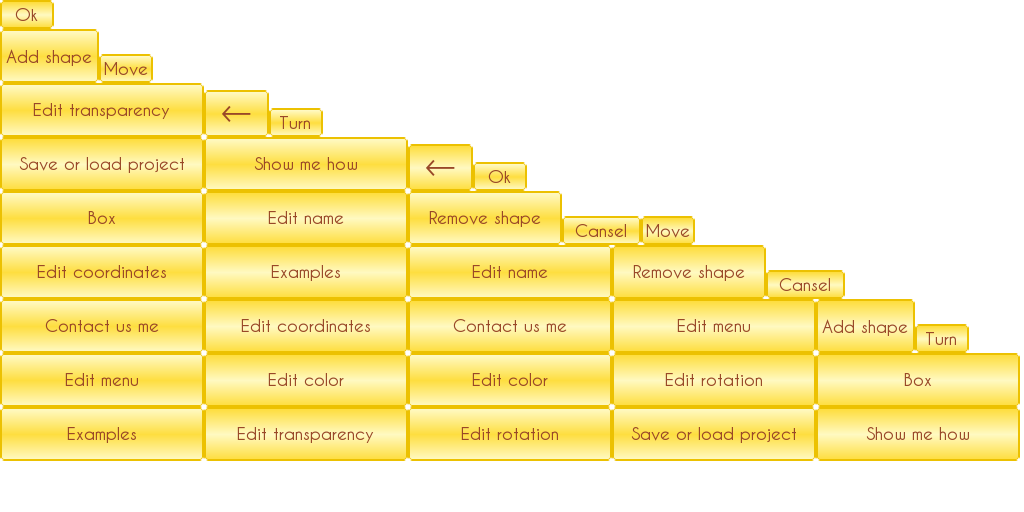 Ok
Add shape Move
Edit transparency ← Turn
Save or load project Show me how ← Ok
Box Edit name Remove shape Cansel Move
Edit coordinates Examples Edit name Remove shape Cansel
Contact us me Edit coordinates Contact us me Edit menu Add shape Turn
Edit menu Edit color Edit color Edit rotation Box
Examples Edit transparency Edit rotation Save or load project Show me how